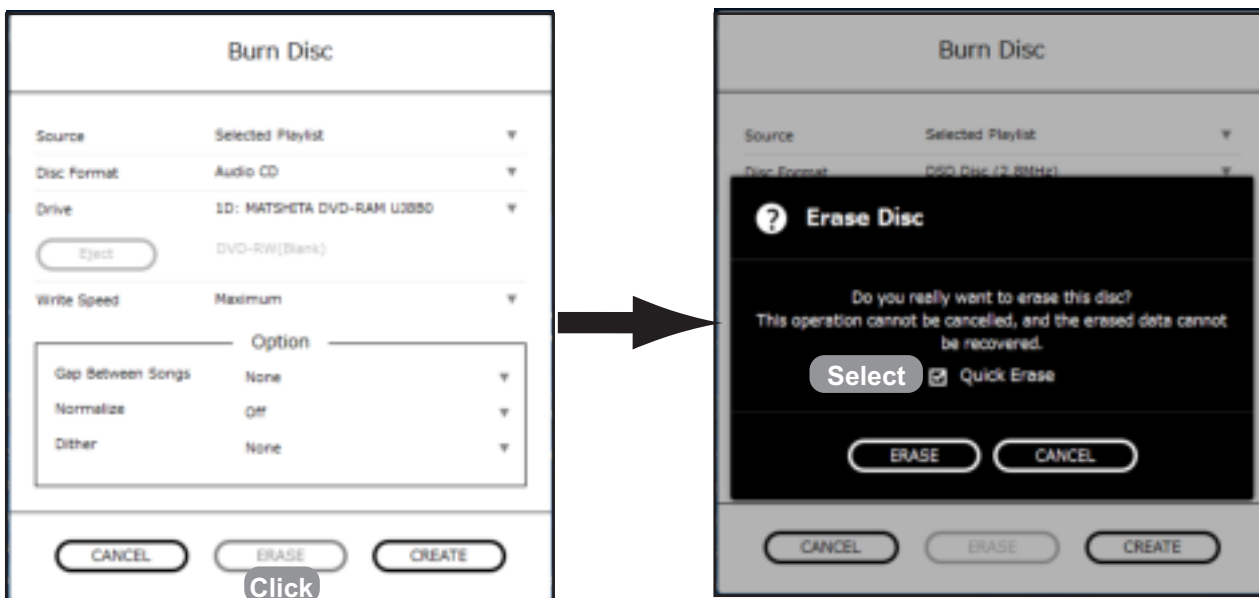 Burn Disc
Source Selected Playlist
Disc Format Audio CD
Drive 1D: MATSHITA DVD-RAM UJ880
Eject DVD-RW(Blank)
Write Speed Maximum
Option
Gap Between Songs None
Normalize Off
Dither None
CANCEL ERASE CREATE
Click
Burn Disc
Source Selected Playlist
Disc Format DSD Disc (2.8MHz)
? Erase Disc
Do you really want to erase this disc?
This operation cannot be cancelled, and the erased data cannot
be recovered.
Select Quick Erase
ERASE CANCEL
CANCEL ERASE CREATE